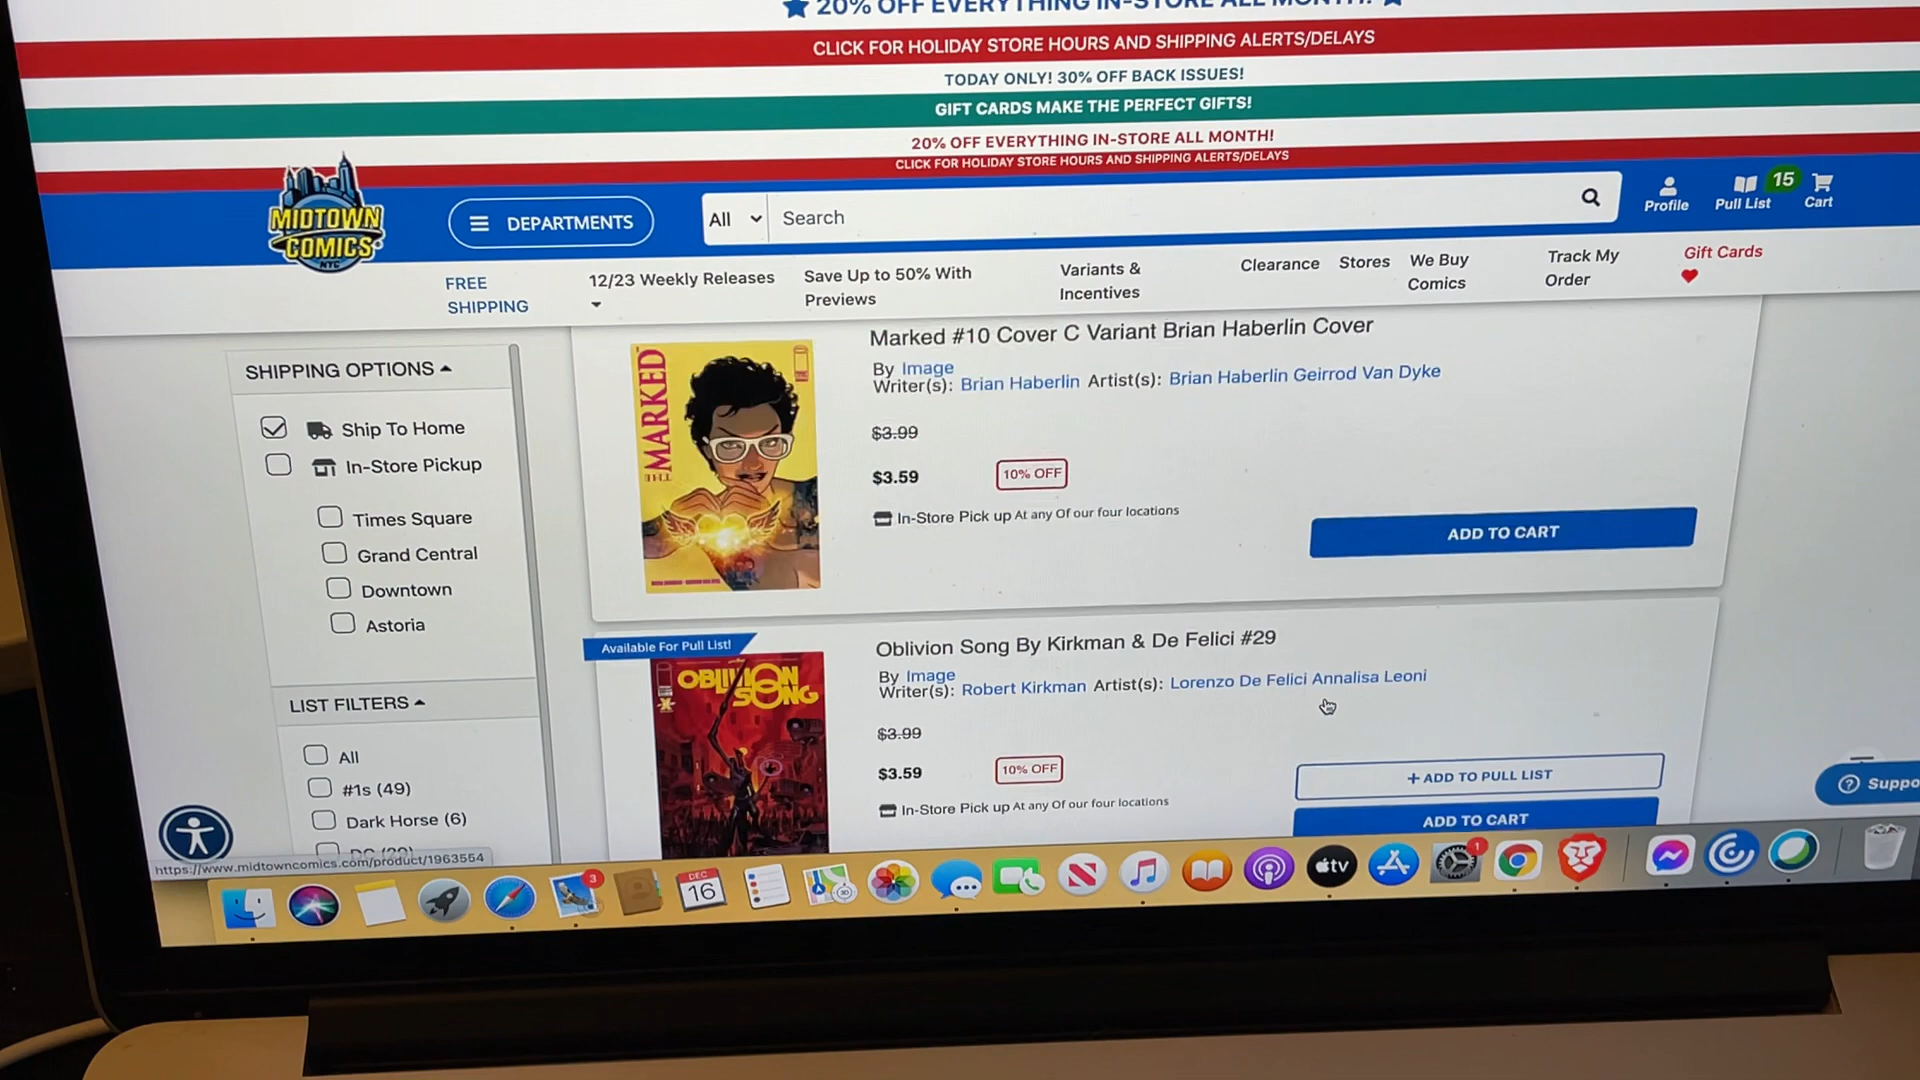 20% OFF EVERYTHING IN-STORE ALL MONTH!
CLICK FOR HOLIDAY STORE HOURS AND SHIPPING ALERTS/DELAYS
TODAY ONLY! 30% OFF BACK ISSUES!
GIFT CARDS MAKE THE PERFECT GIFTS!
20% OFF EVERYTHING IN-STORE ALL MONTH!
CLICK FOR HOLIDAY STORE HOURS AND SHIPPING ALERTS/DELAYS
MIDTOWN
COMICS
NYC
DEPARTMENTS
All
Search
Profile
Pull List
15
Cart
FREE
SHIPPING
12/23 Weekly Releases
Save Up to 50% With
Previews
Variants &
Incentives
Clearance
Stores
We Buy
Comics
Track My
Order
Gift Cards
SHIPPING OPTIONS
Ship To Home
In-Store Pickup
Times Square
Grand Central
Downtown
Astoria
LIST FILTERS
All
#1s (49)
Dark Horse (6)
THE MARKED
Marked #10 Cover C Variant Brian Haberlin Cover
By Image
Writer(s): Brian Haberlin Artist(s): Brian Haberlin Geirrod Van Dyke
$3.99
$3.59
10% OFF
In-Store Pick up At any Of our four locations
ADD TO CART
Available For Pull List!
OBLIVION
SONG
Oblivion Song By Kirkman & De Felici #29
By Image
Writer(s): Robert Kirkman Artist(s): Lorenzo De Felici Annalisa Leoni
$3.99
$3.59
10% OFF
In-Store Pick up At any Of our four locations
+ ADD TO PULL LIST
ADD TO CART
Suppo
https://www.midtowncomics.com/product/1963554
3
DEC
16
tv
1